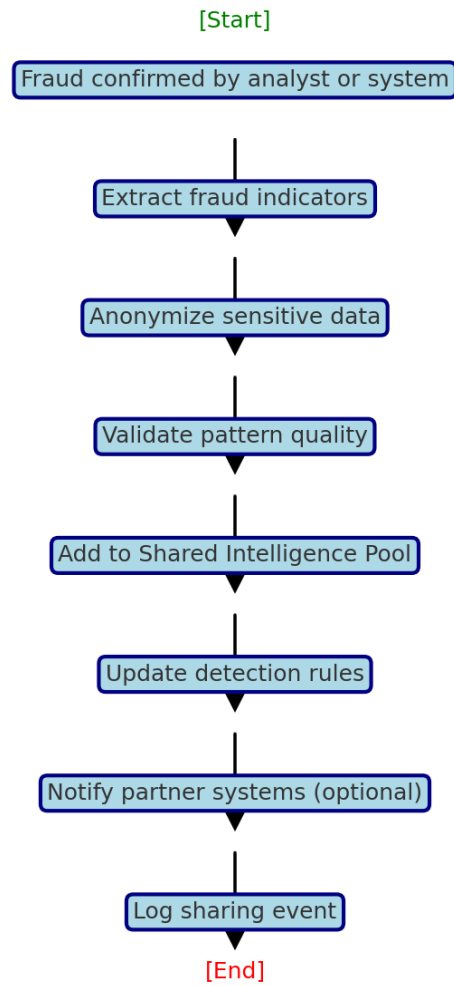 [Start]
Fraud confirmed by analyst or system
Extract fraud indicators
Anonymize sensitive data
Validate pattern quality
Add to Shared Intelligence Pool
Update detection rules
Notify partner systems (optional)
Log sharing event
[End]